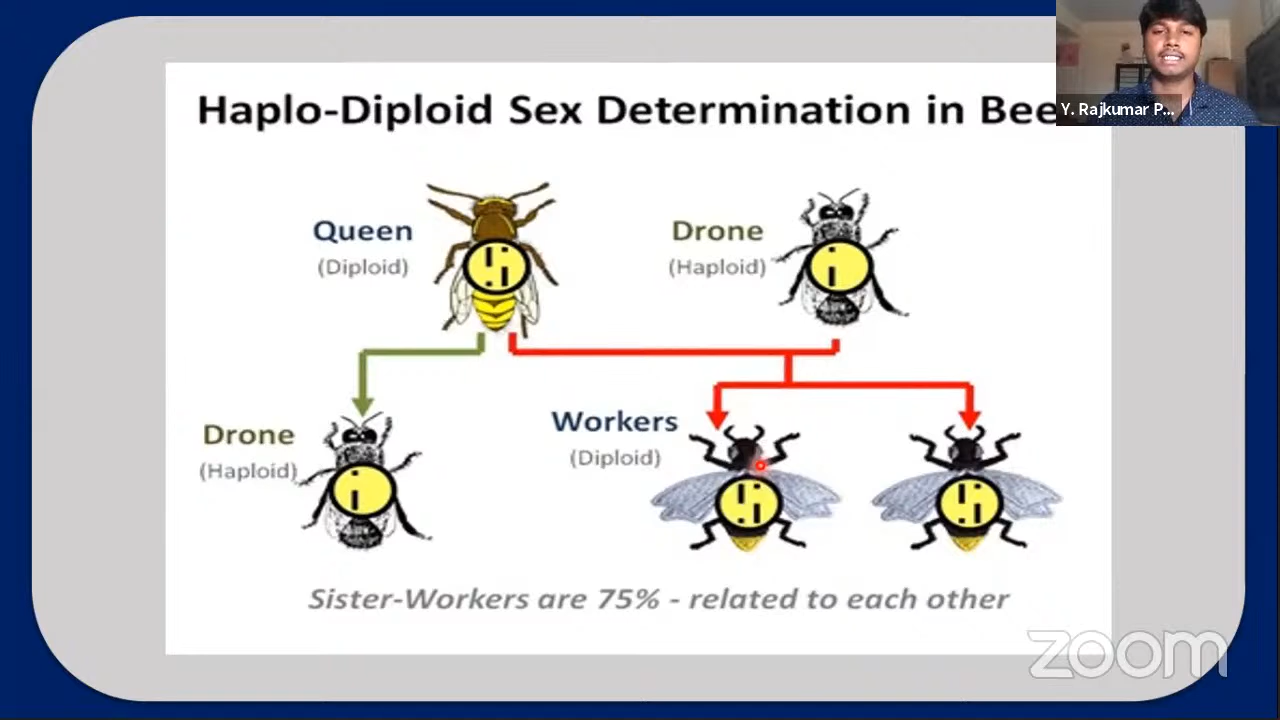 Haplo-Diploid Sex Determination in Bee
Y. Rajkumar P...
Queen
(Diploid)
Drone
(Haploid)
Drone
(Haploid)
Workers
(Diploid)
Sister-Workers are 75% - related to each other
zoom